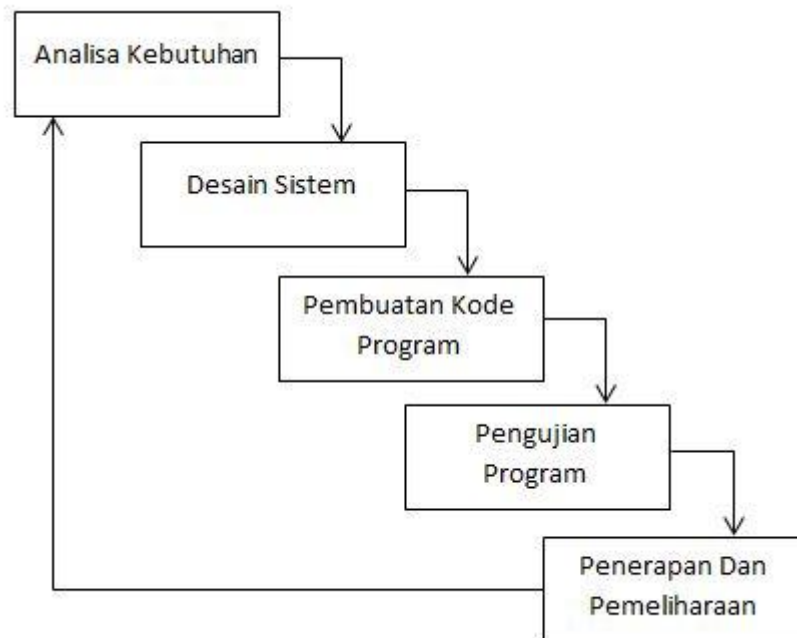 Analisa Kebutuhan
Desain Sistem
Pembuatan Kode
Program
Pengujian
Program
Penerapan Dan
Pemeliharaan